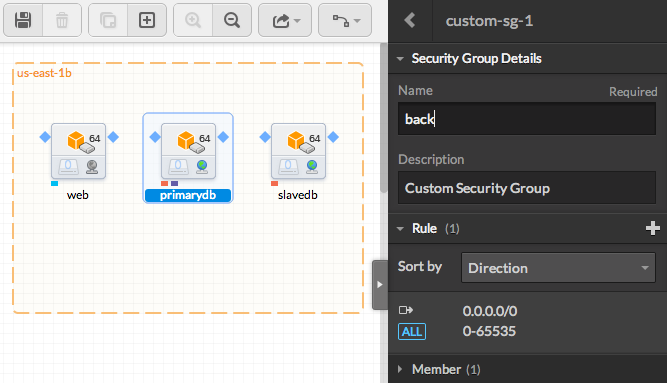 custom-sg-1
Security Group Details
Name Required
back
Description
Custom Security Group
Rule (1)
Sort by Direction
0.0.0.0/0
ALL 0-65535
Member (1)
us-east-1b
64 64 64
web primarydb slavedb